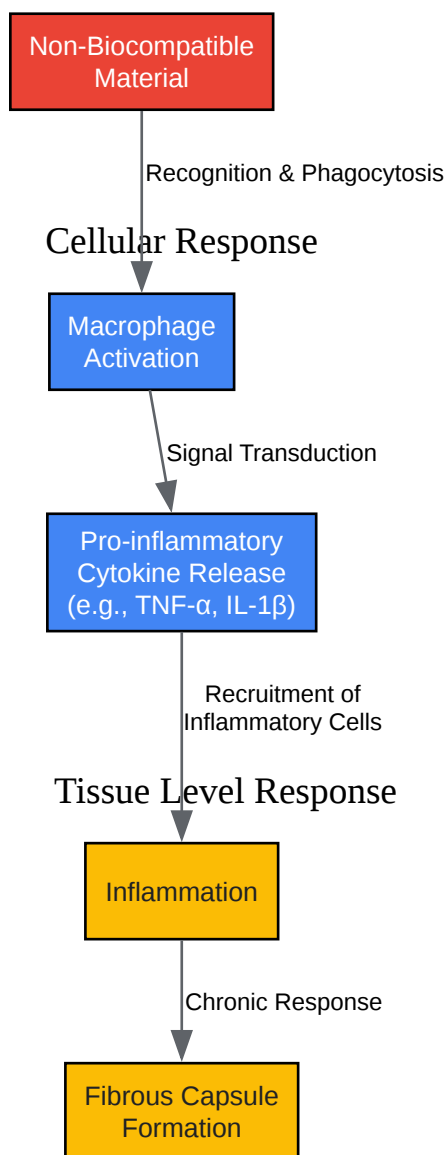 Non-Biocompatible
Material
Recognition & Phagocytosis
Cellular Response
Macrophage
Activation
Signal Transduction
Pro-inflammatory
Cytokine Release
(e.g., TNF-α, IL-1β)
Recruitment of
Inflammatory Cells
Tissue Level Response
Inflammation
Chronic Response
Fibrous Capsule
Formation